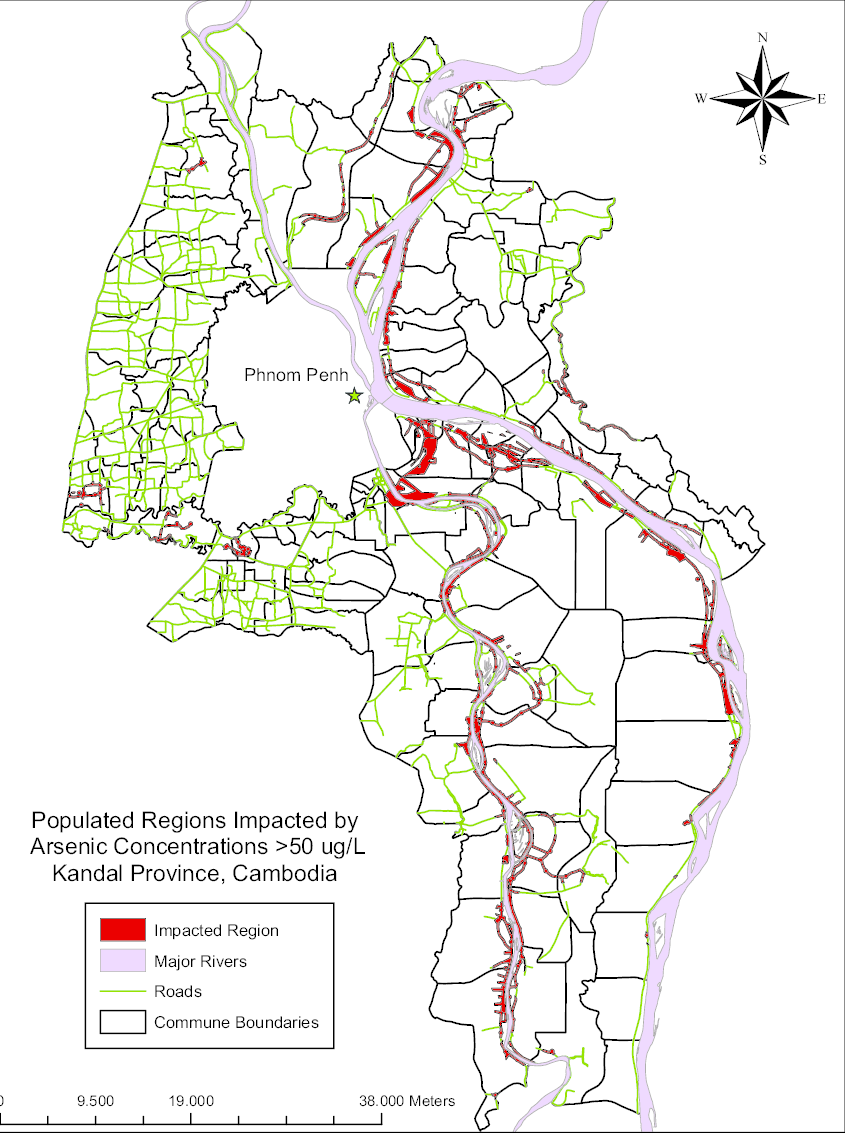 N
W
E
S
Phnom Penh
Populated Regions Impacted by
Arsenic Concentrations >50 ug/L
Kandal Province, Cambodia
Impacted Region
Major Rivers
Roads
Commune Boundaries
0 9.500 19.000 38.000 Meters